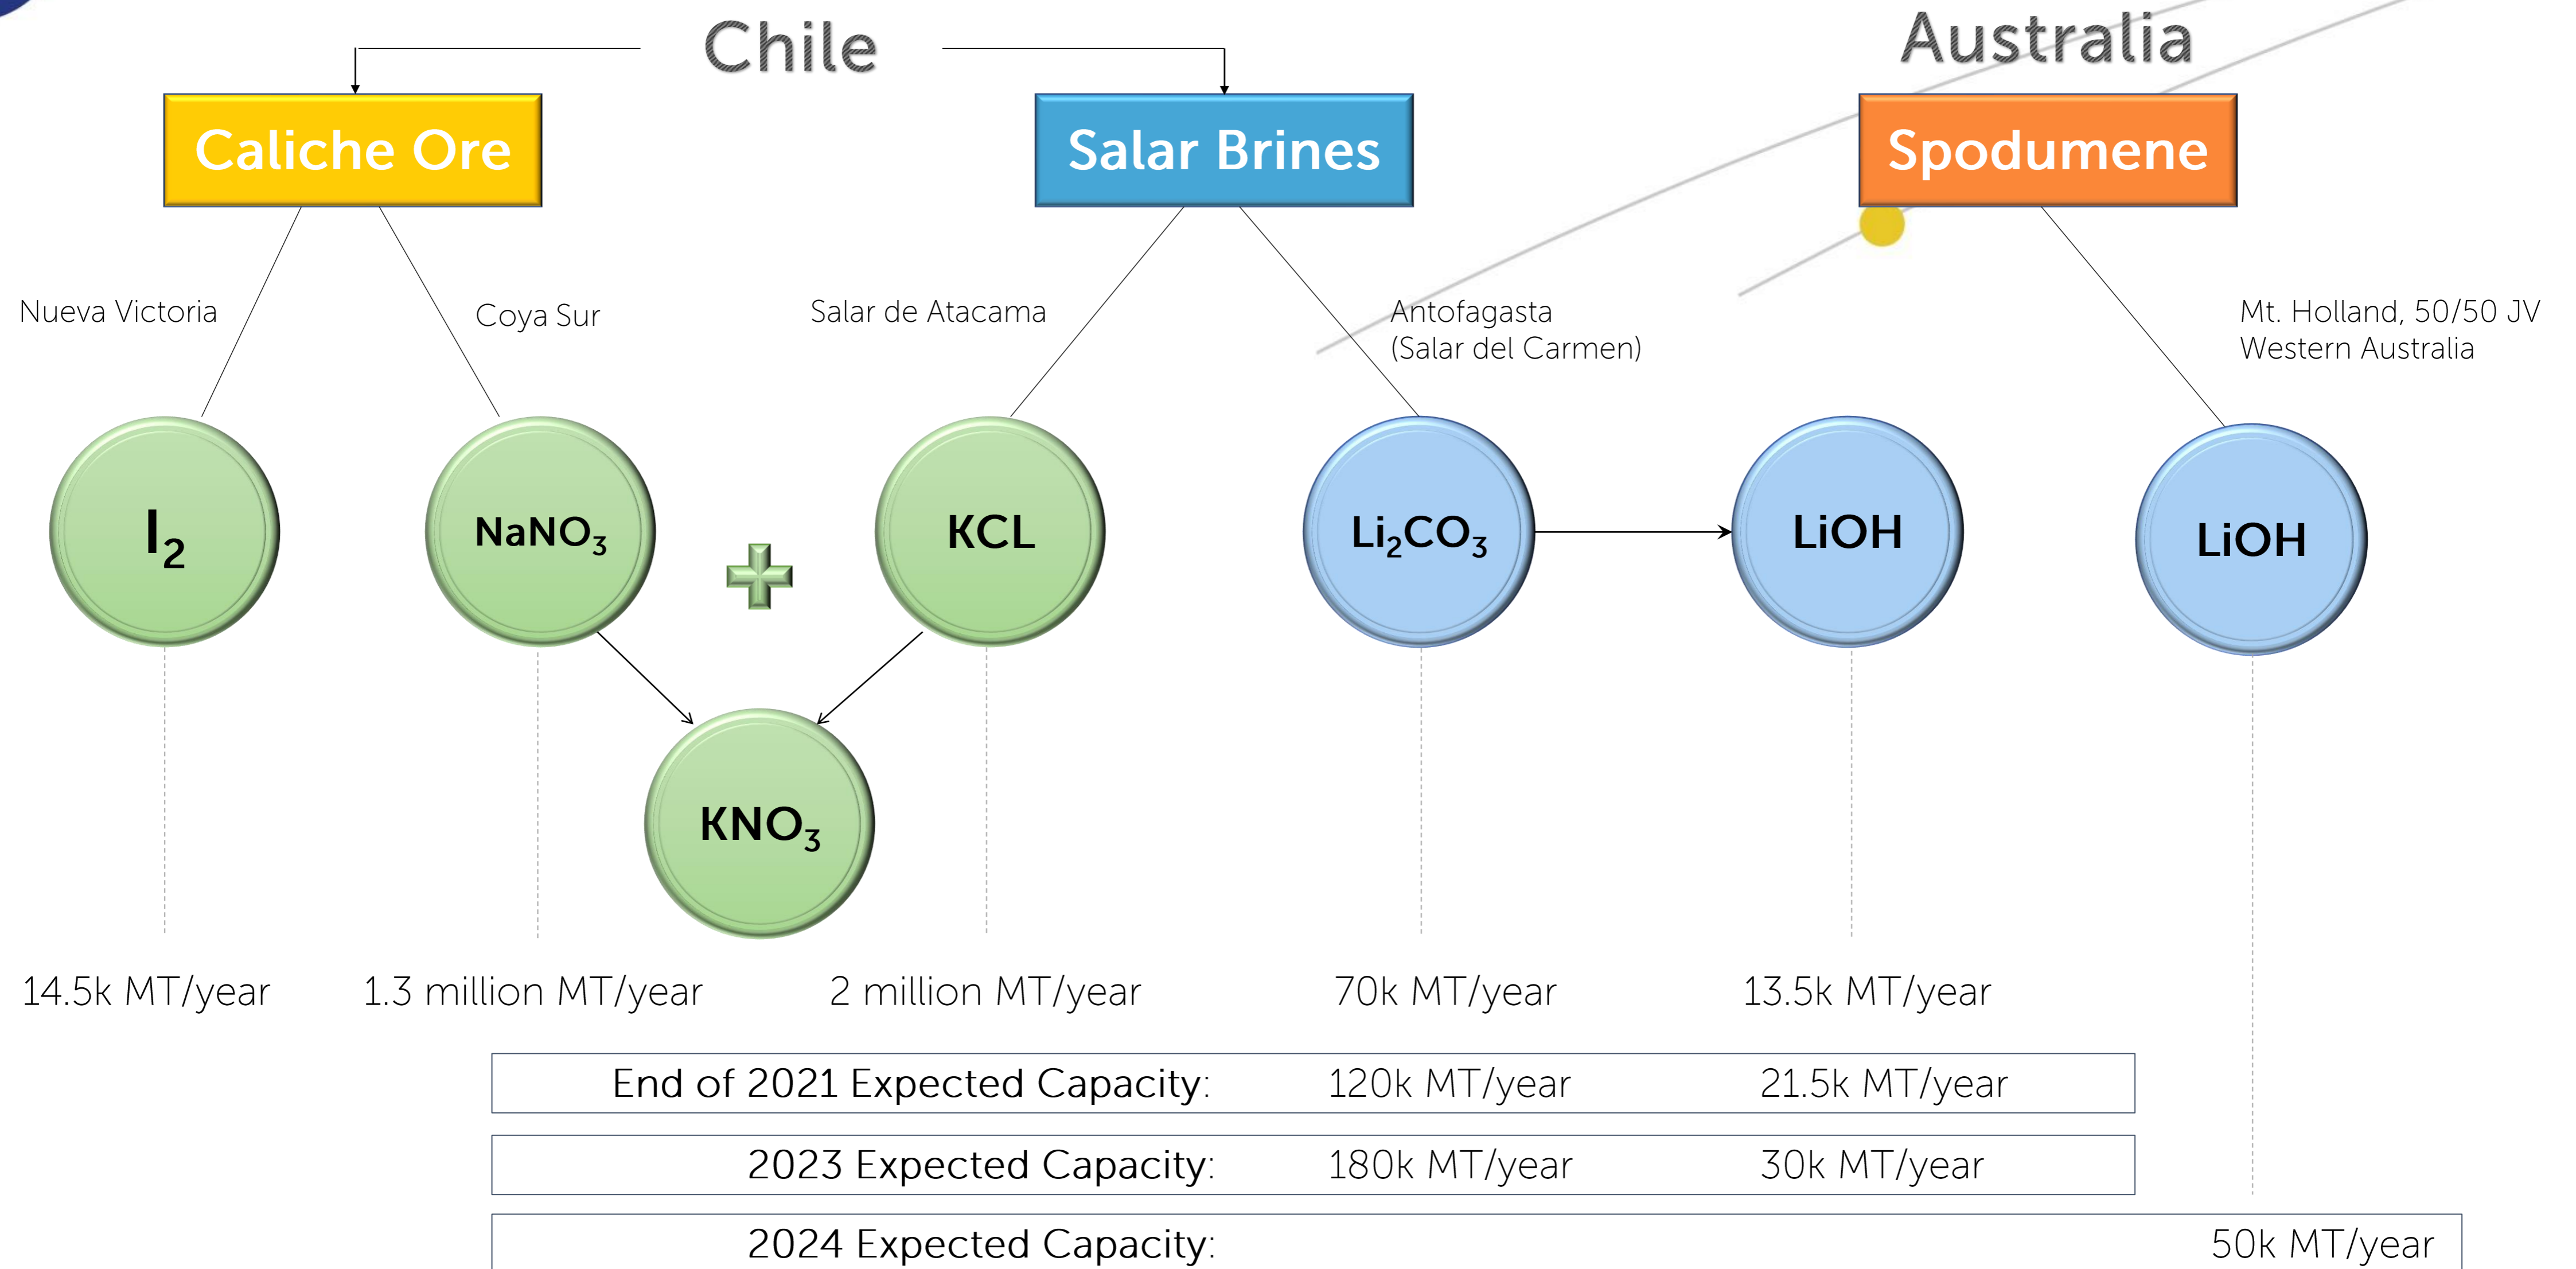 Chile
Australia
Caliche Ore
Salar Brines
Spodumene
Nueva Victoria
Coya Sur
Salar de Atacama
Antofagasta
(Salar del Carmen)
Mt. Holland, 50/50 JV
Western Australia
I₂
NaNO₃
KCL
Li₂CO₃
LiOH
LiOH
KNO₃
14.5k MT/year
1.3 million MT/year
2 million MT/year
70k MT/year
13.5k MT/year
End of 2021 Expected Capacity: 120k MT/year 21.5k MT/year
2023 Expected Capacity: 180k MT/year 30k MT/year
2024 Expected Capacity: 50k MT/year